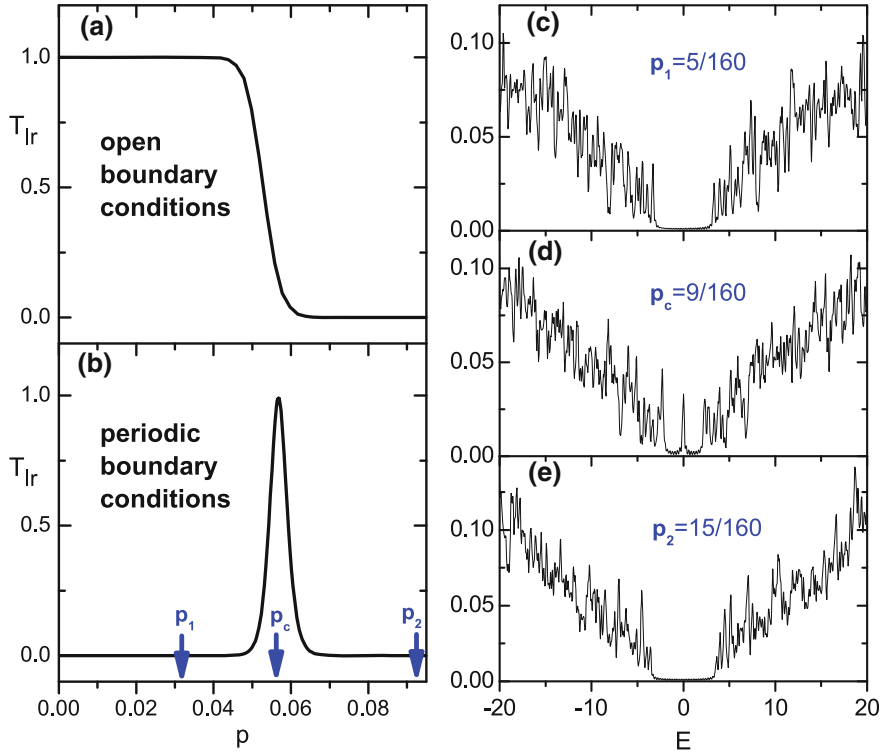 (a)
1.0
0.5
0.0
T_lr
open
boundary
conditions
(b)
1.0
0.5
0.0
T_lr
periodic
boundary
conditions
p_1
p_c
p_2
0.00 0.02 0.04 0.06 0.08
p
(c)
0.10
0.05
0.00
p_1=5/160
(d)
0.10
0.05
0.00
p_c=9/160
(e)
0.10
0.05
0.00
p_2=15/160
-20 -10 0 10 20
E